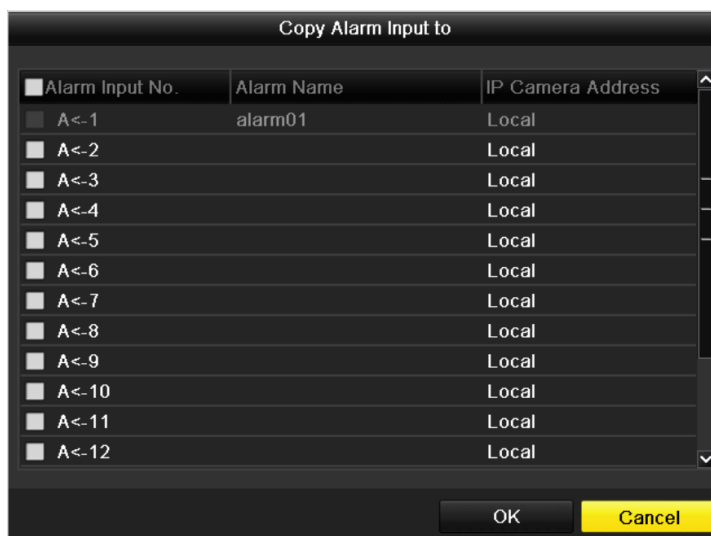 Copy Alarm Input to
Alarm Input No. Alarm Name IP Camera Address
A<-1 alarm01 Local
A<-2 Local
A<-3 Local
A<-4 Local
A<-5 Local
A<-6 Local
A<-7 Local
A<-8 Local
A<-9 Local
A<-10 Local
A<-11 Local
A<-12 Local
OK Cancel